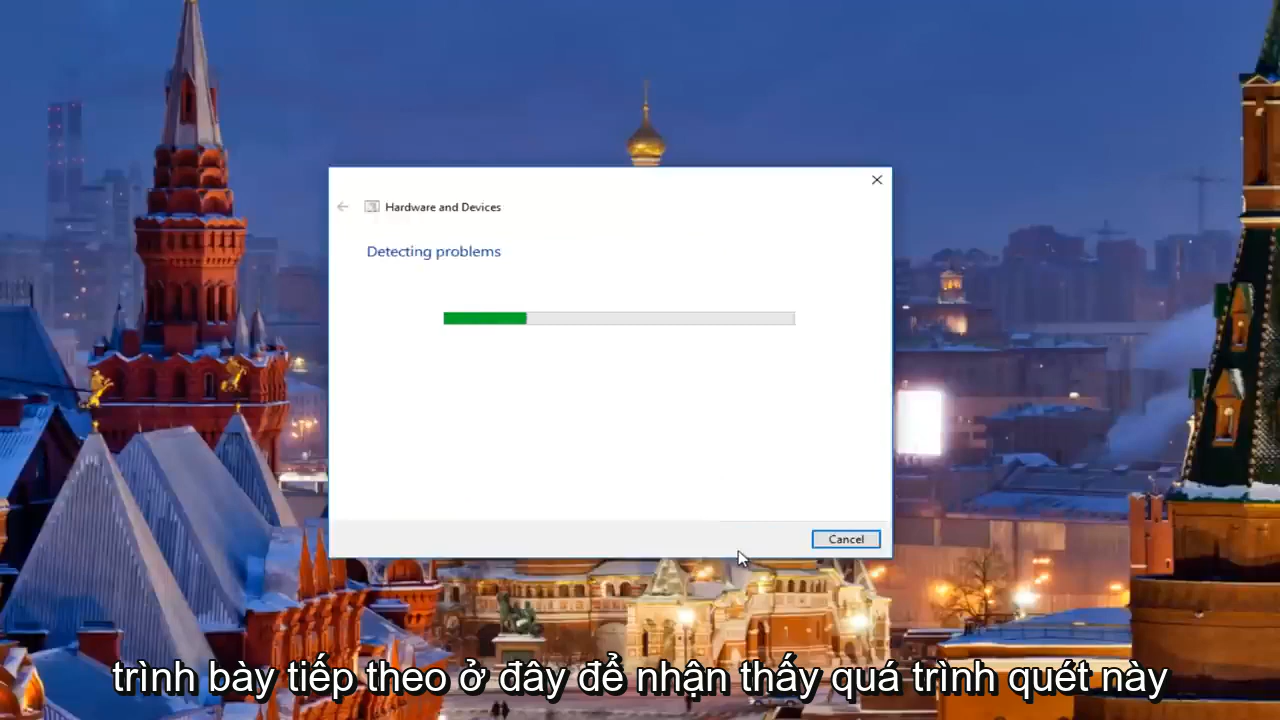 Hardware and Devices
Detecting problems
Cancel
trình bày tiếp theo ở đây để nhận thấy quá trình quét này